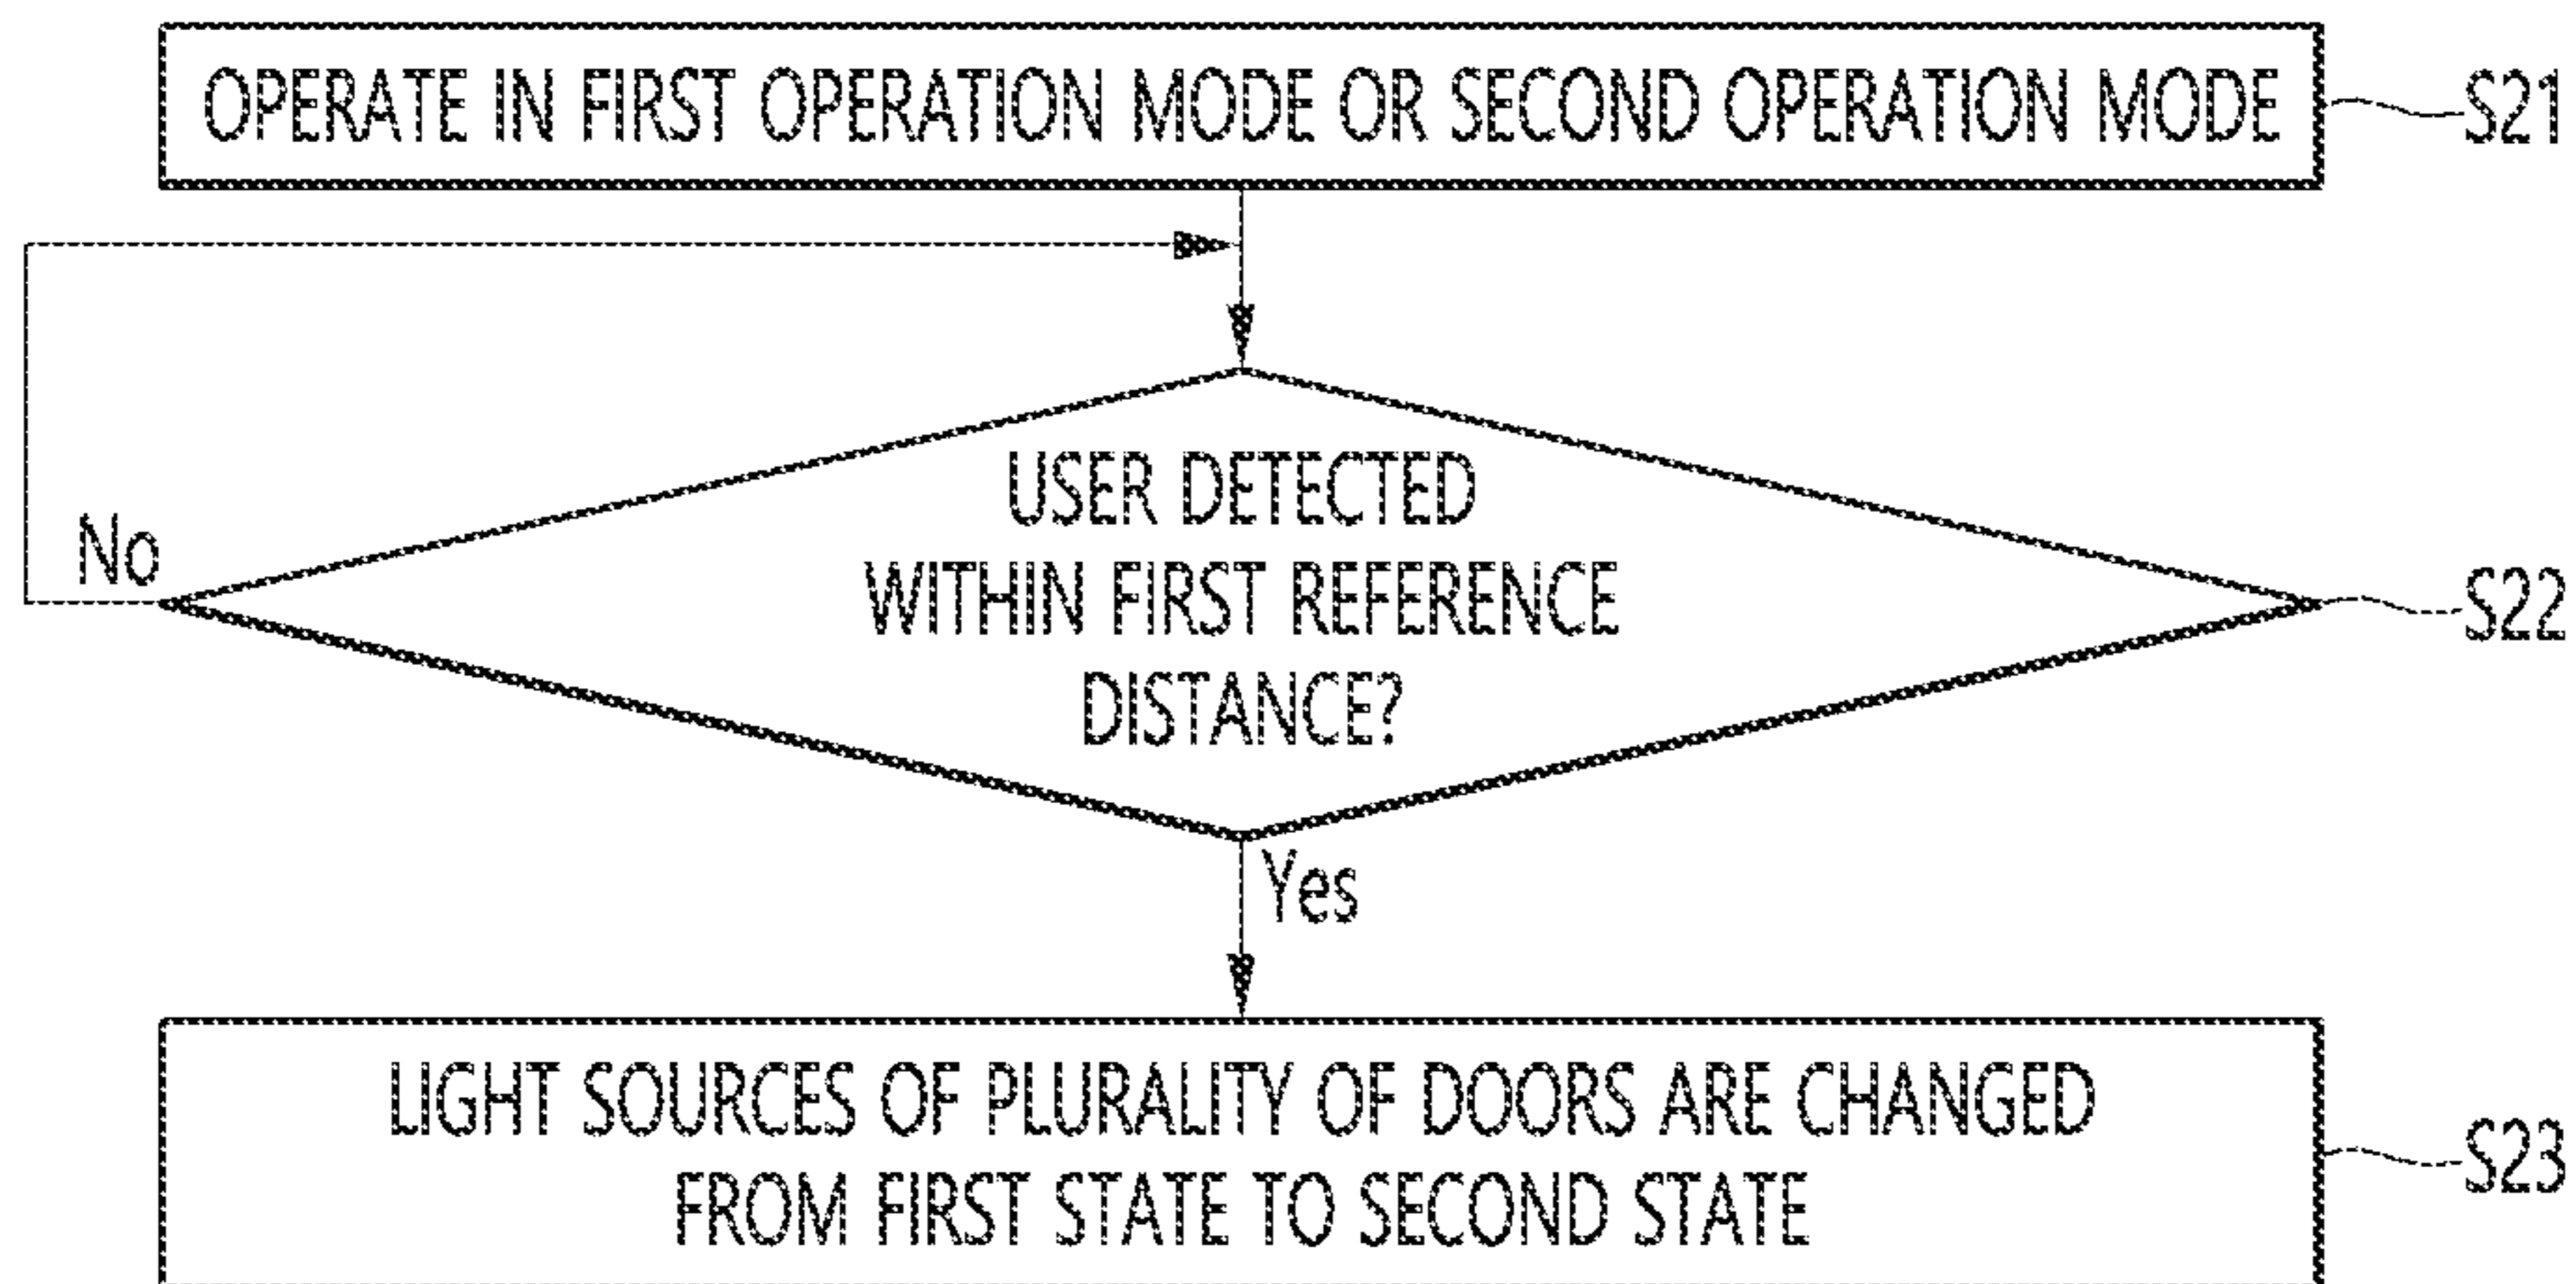 OPERATE IN FIRST OPERATION MODE OR SECOND OPERATION MODE
S21
USER DETECTED
WITHIN FIRST REFERENCE
DISTANCE?
No
S22
Yes
LIGHT SOURCES OF PLURALITY OF DOORS ARE CHANGED
FROM FIRST STATE TO SECOND STATE
S23